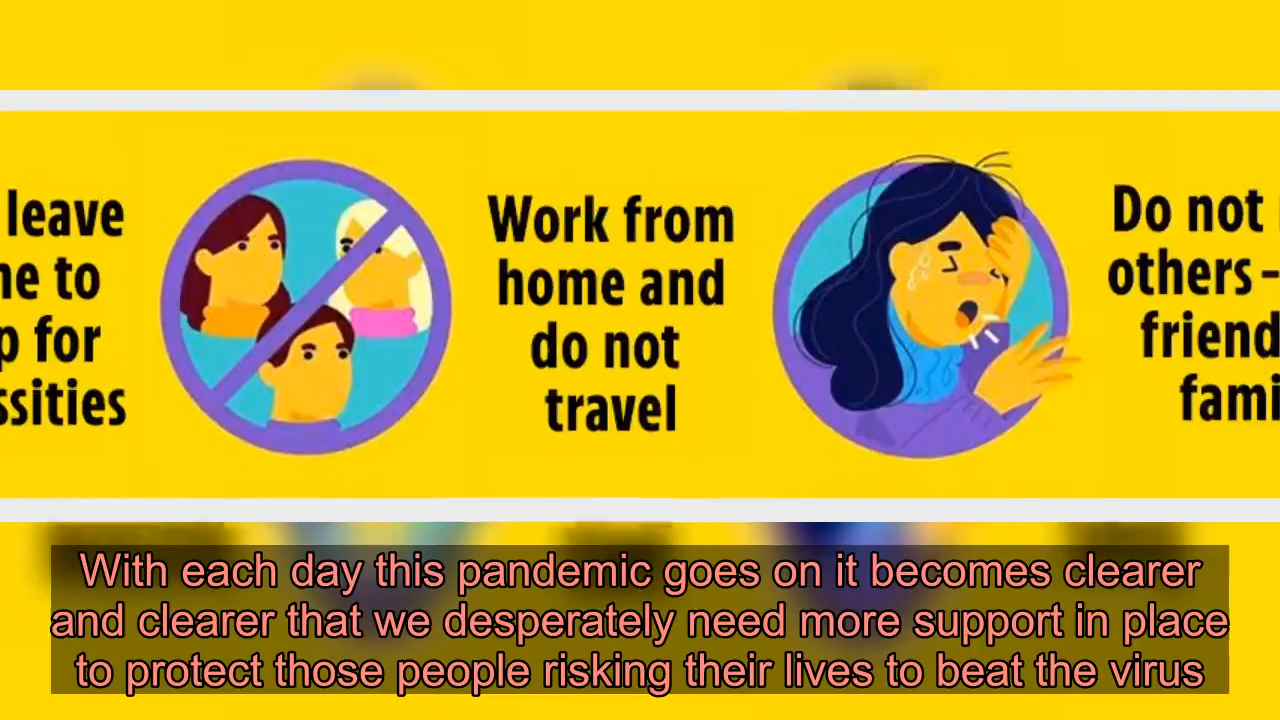 leave
to
for
Work from
home and
do not
travel
Do not
others –
With each day this pandemic goes on it becomes clearer
and clearer that we desperately need more support in place
to protect those people risking their lives to beat the virus